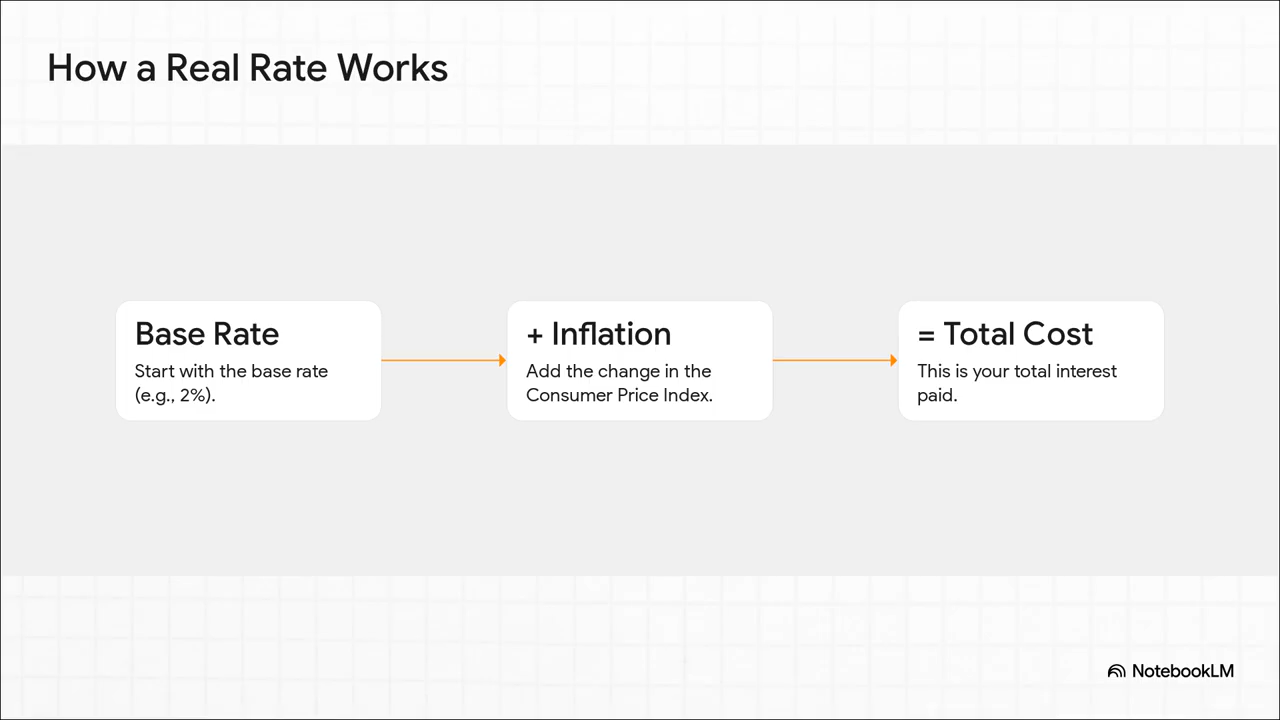 How a Real Rate Works
Base Rate
Start with the base rate
(e.g., 2%).
+ Inflation
Add the change in the
Consumer Price Index.
= Total Cost
This is your total interest
paid.
NotebookLM